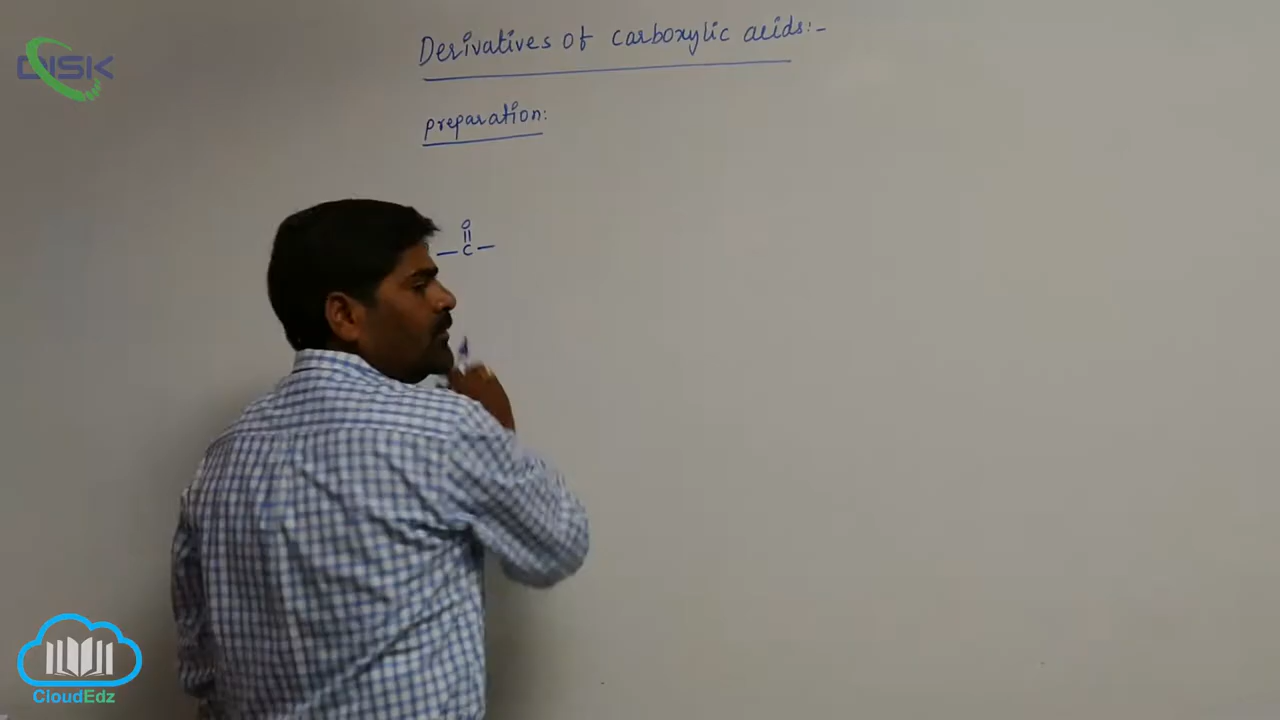 DISK
Derivatives of carboxylic acids:-
preparation:
O
C
CloudEdz